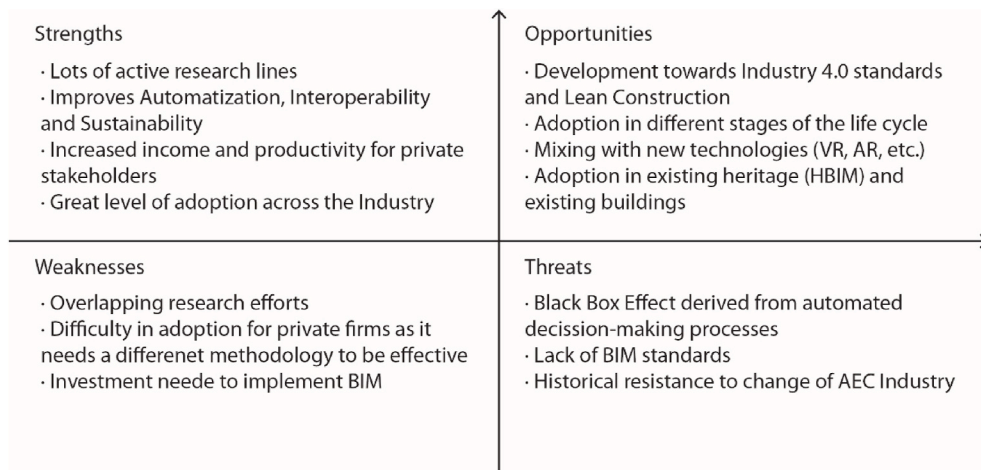 Strengths
· Lots of active research lines
· Improves Automatization, Interoperability
and Sustainability
· Increased income and productivity for private
stakeholders
· Great level of adoption across the Industry
Opportunities
· Development towards Industry 4.0 standards
and Lean Construction
· Adoption in different stages of the life cycle
· Mixing with new technologies (VR, AR, etc.)
· Adoption in existing heritage (HBIM) and
existing buildings
Weaknesses
· Overlapping research efforts
· Difficulty in adoption for private firms as it
needs a differenet methodology to be effective
· Investment neede to implement BIM
Threats
· Black Box Effect derived from automated
decission-making processes
· Lack of BIM standards
· Historical resistance to change of AEC Industry